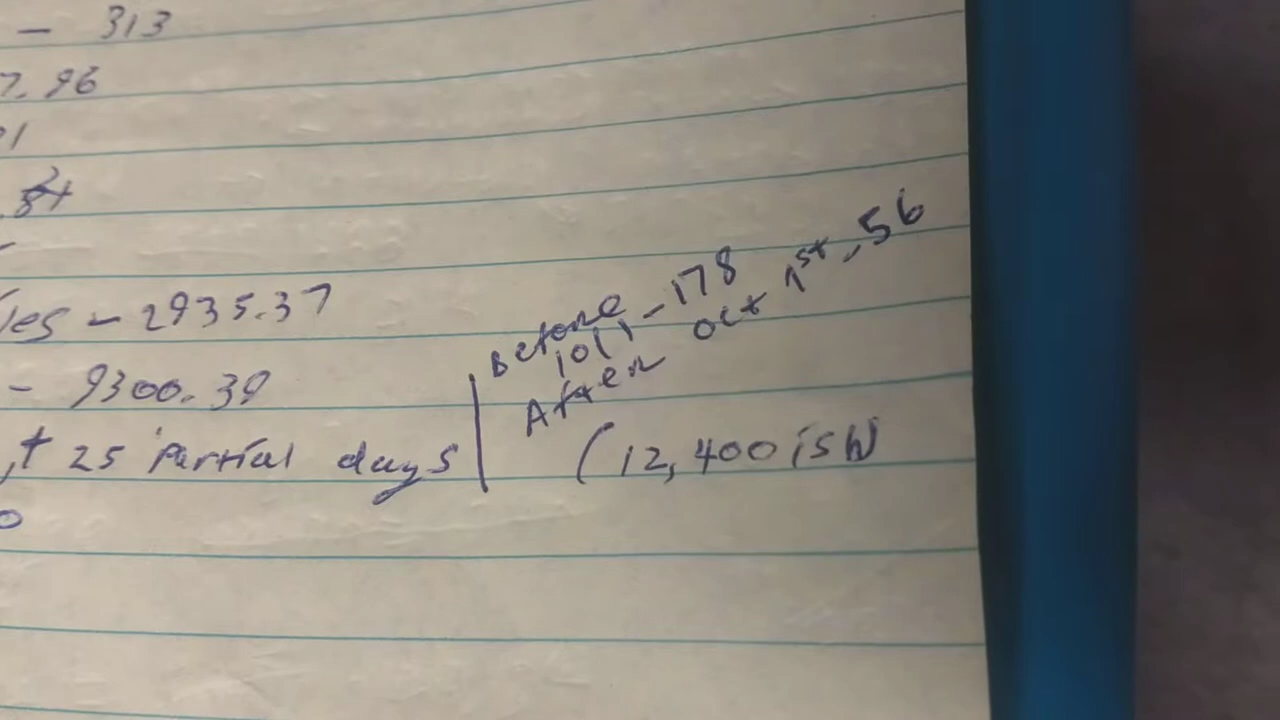 - 313
7.96
1
les - 2935.37
- 9300.39
,+ 25 Partial days
Before
10/1 - 178
After Oct 1st - 56
(12,400 ish)